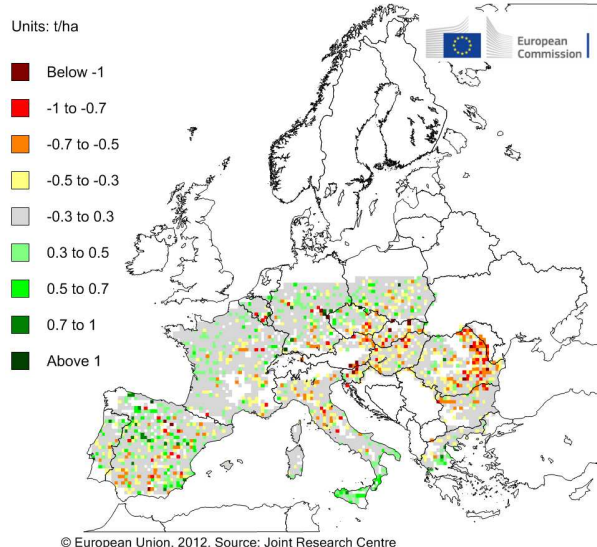 Units: t/ha
European
Commission
Below -1
-1 to -0.7
-0.7 to -0.5
-0.5 to -0.3
-0.3 to 0.3
0.3 to 0.5
0.5 to 0.7
0.7 to 1
Above 1
© European Union, 2012. Source: Joint Research Centre